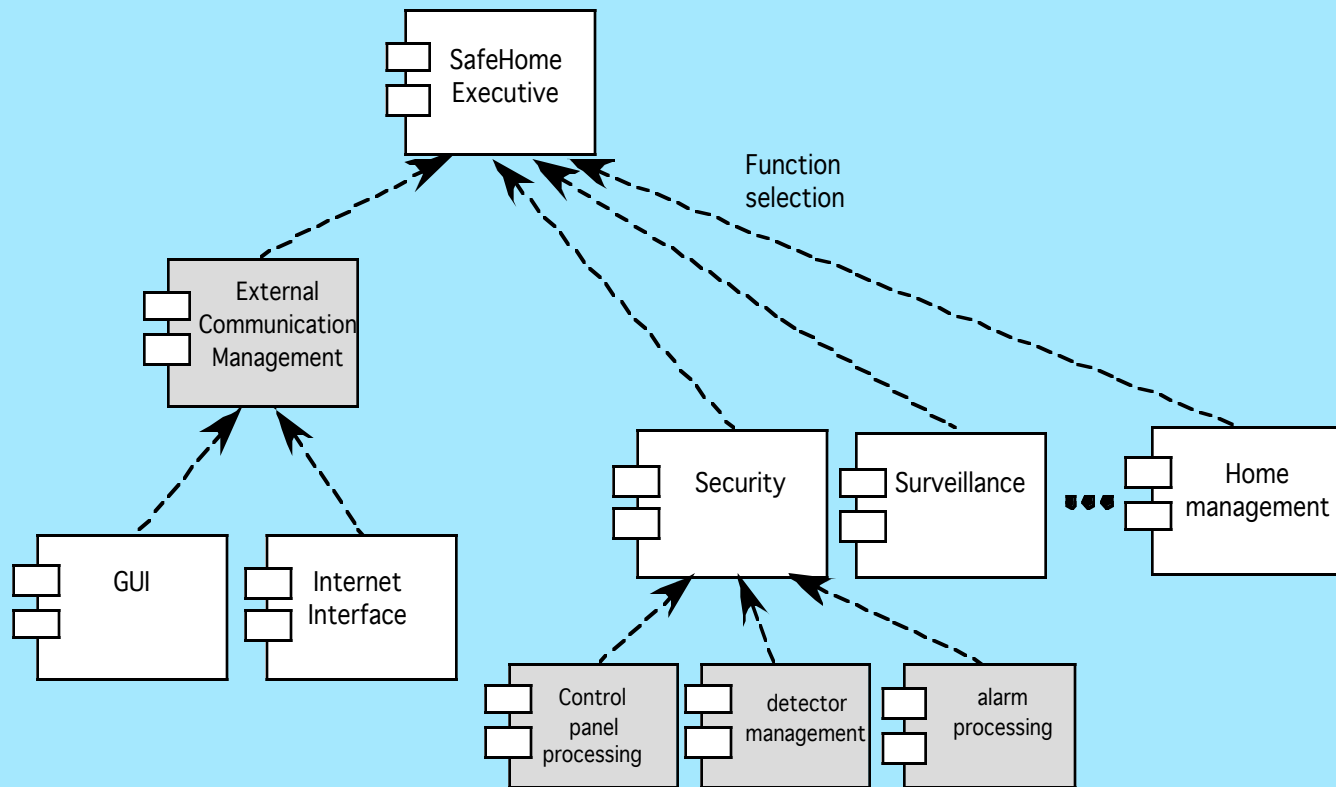 SafeHome
Executive
Function
selection
External
Communication
Management
Security
Surveillance
Home
management
GUI
Internet
Interface
Control
panel
processing
detector
management
alarm
processing